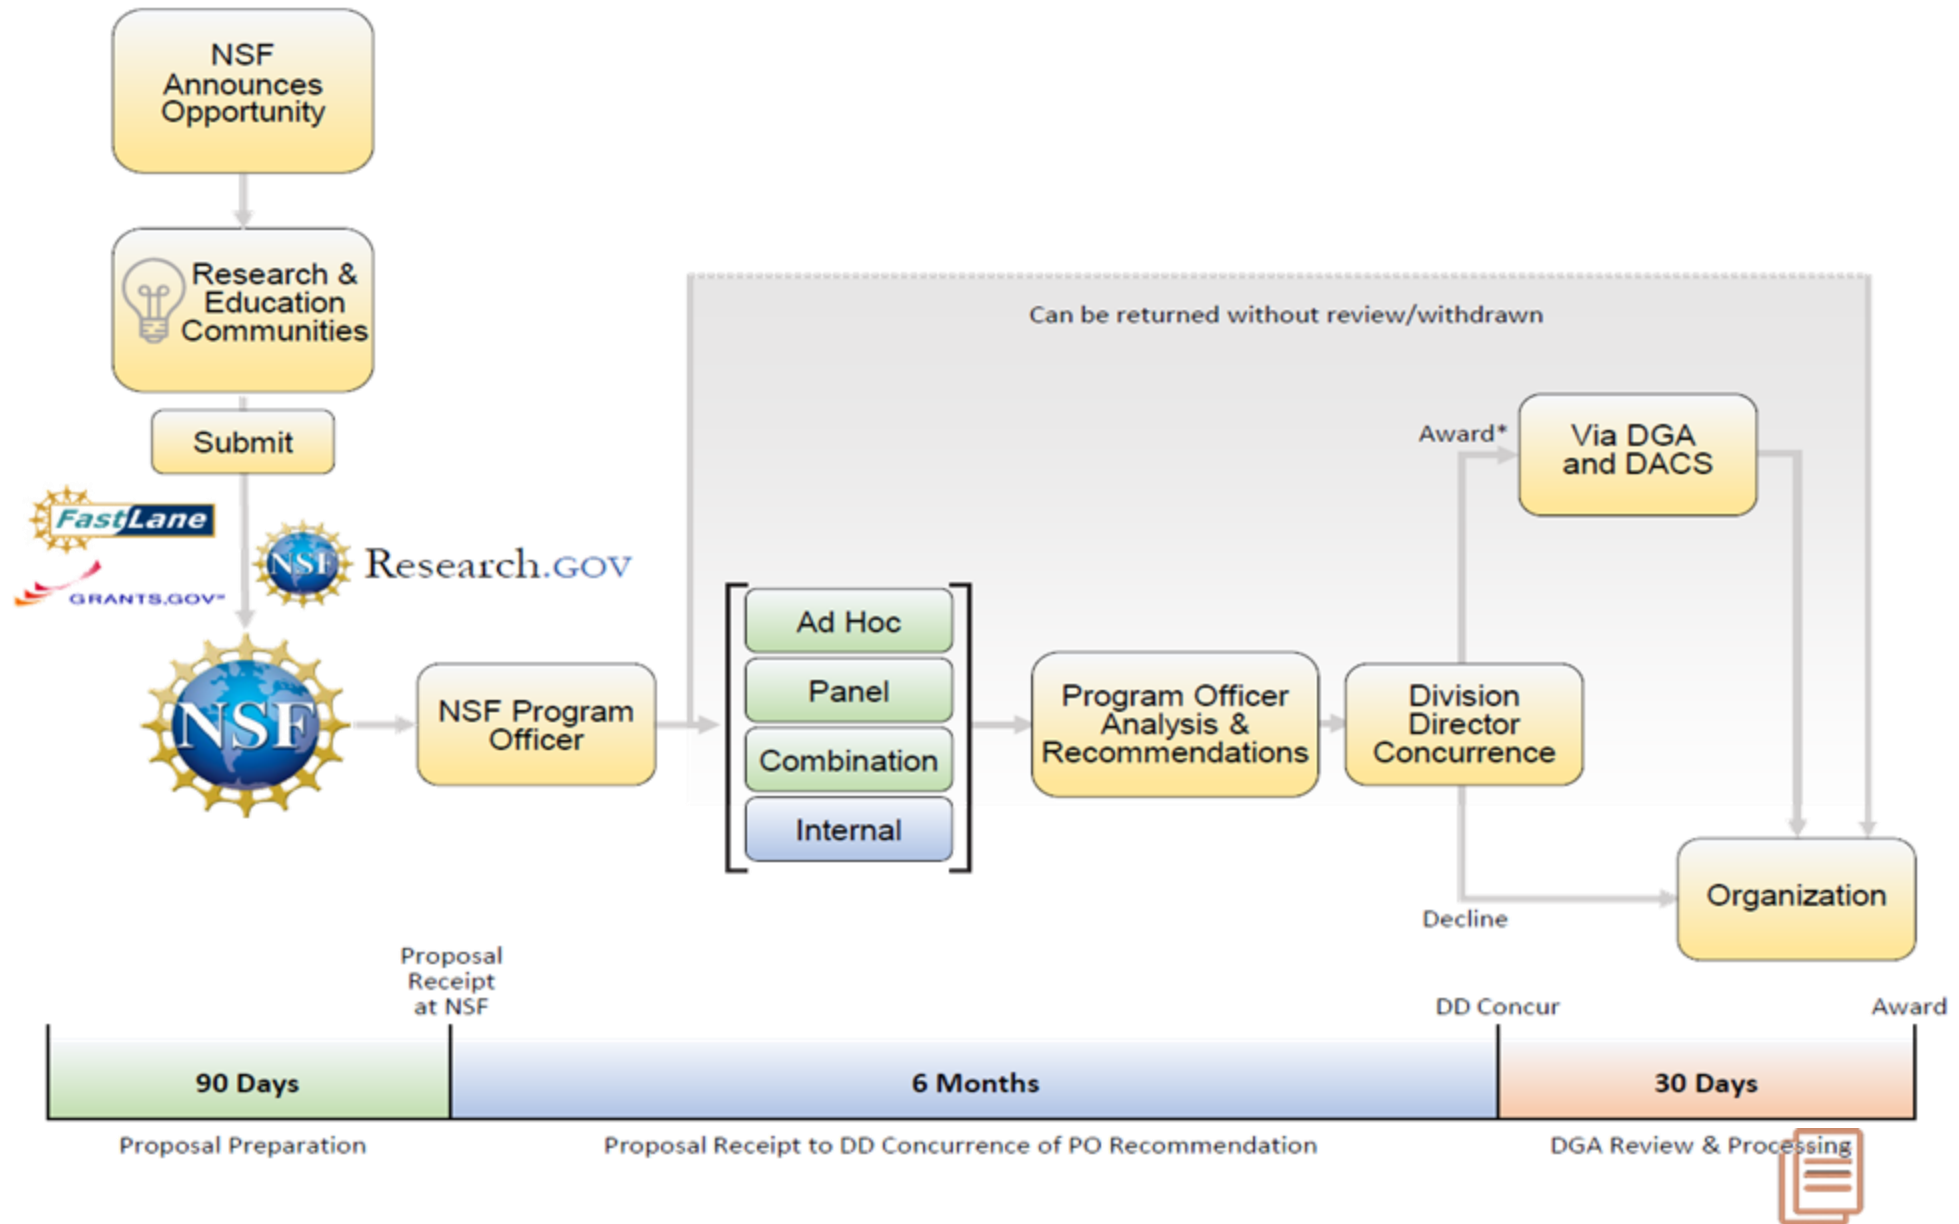 NSF
Announces
Opportunity
Research &
Education
Communities
Submit
FastLane
GRANTS.GOV℠
NSF
Research.GOV
NSF
NSF Program
Officer
Can be returned without review/withdrawn
Ad Hoc
Panel
Combination
Internal
Program Officer
Analysis &
Recommendations
Division
Director
Concurrence
Award*
Via DGA
and DACS
Decline
Organization
Proposal
Receipt
at NSF
DD Concur
Award
90 Days
6 Months
30 Days
Proposal Preparation
Proposal Receipt to DD Concurrence of PO Recommendation
DGA Review & Processing